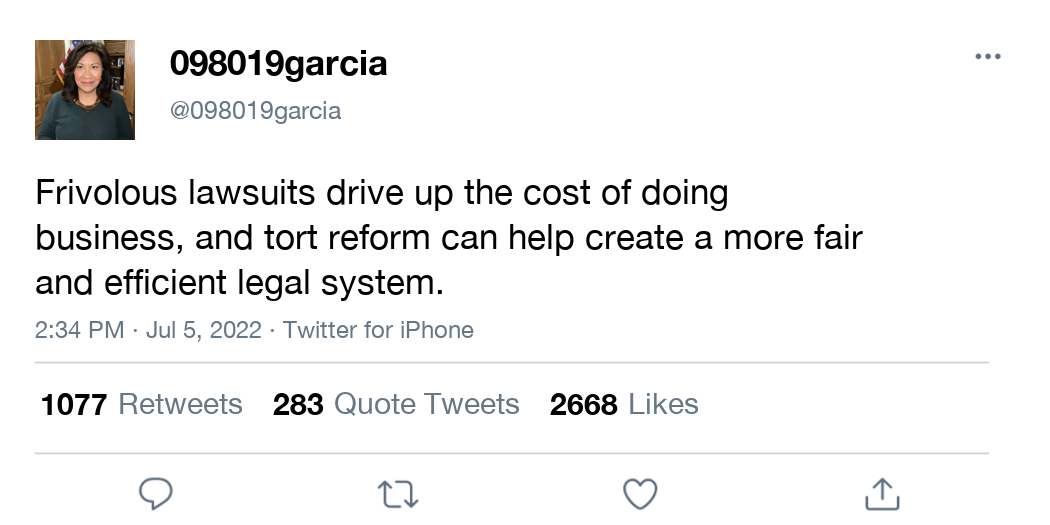 098019garcia
@098019garcia
Frivolous lawsuits drive up the cost of doing
business, and tort reform can help create a more fair
and efficient legal system.
2:34 PM · Jul 5, 2022 · Twitter for iPhone
1077 Retweets 283 Quote Tweets 2668 Likes